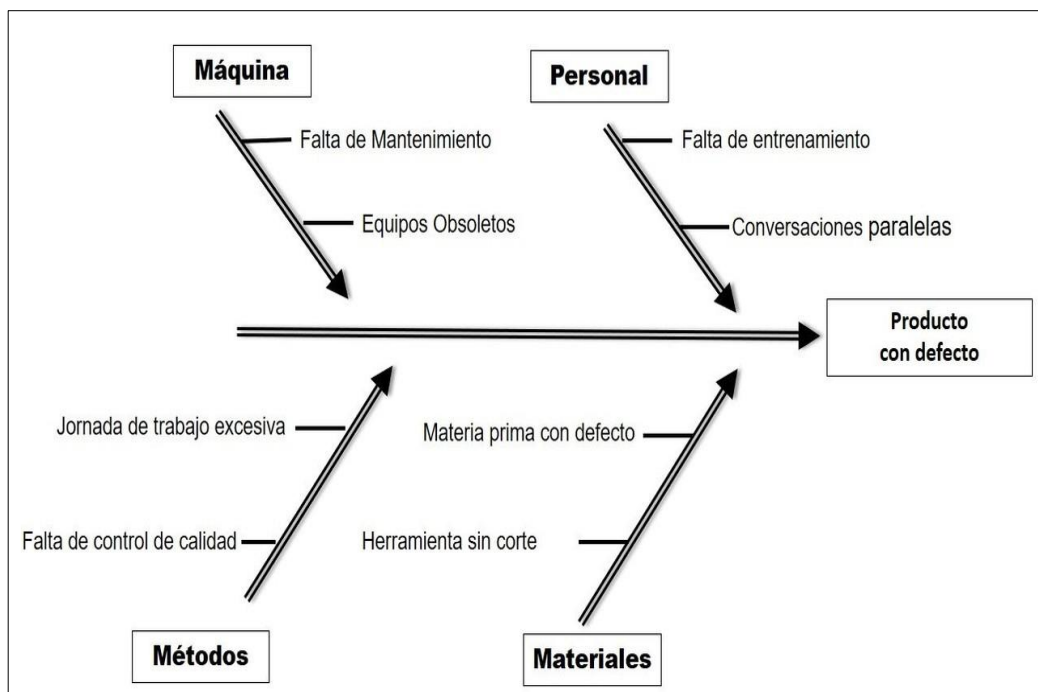 Máquina
Personal
Falta de Mantenimiento
Falta de entrenamiento
Equipos Obsoletos
Conversaciones paralelas
Producto
con defecto
Jornada de trabajo excesiva
Materia prima con defecto
Falta de control de calidad
Herramienta sin corte
Métodos
Materiales